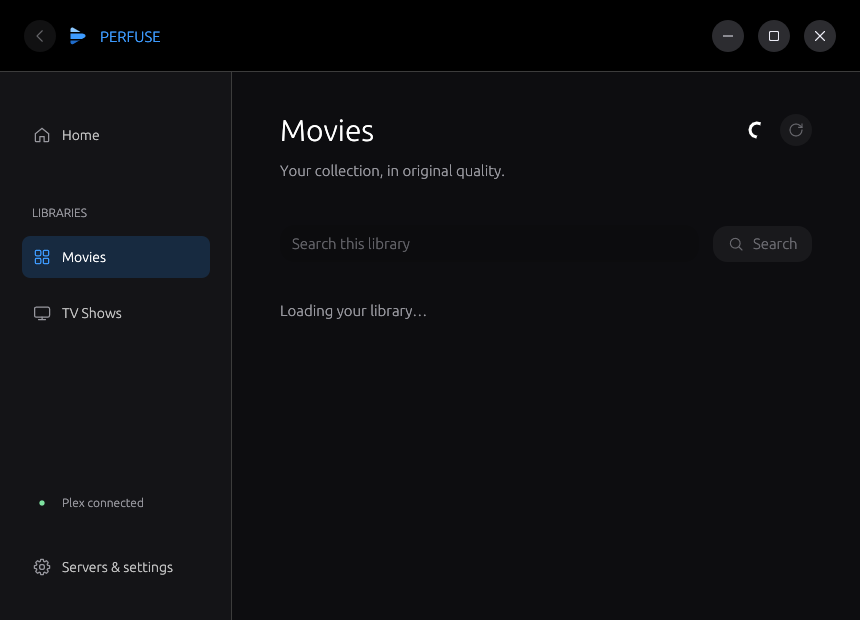 PERFUSE
Home
LIBRARIES
Movies
TV Shows
Plex connected
Servers & settings
Movies
Your collection, in original quality.
Search this library
Search
Loading your library…